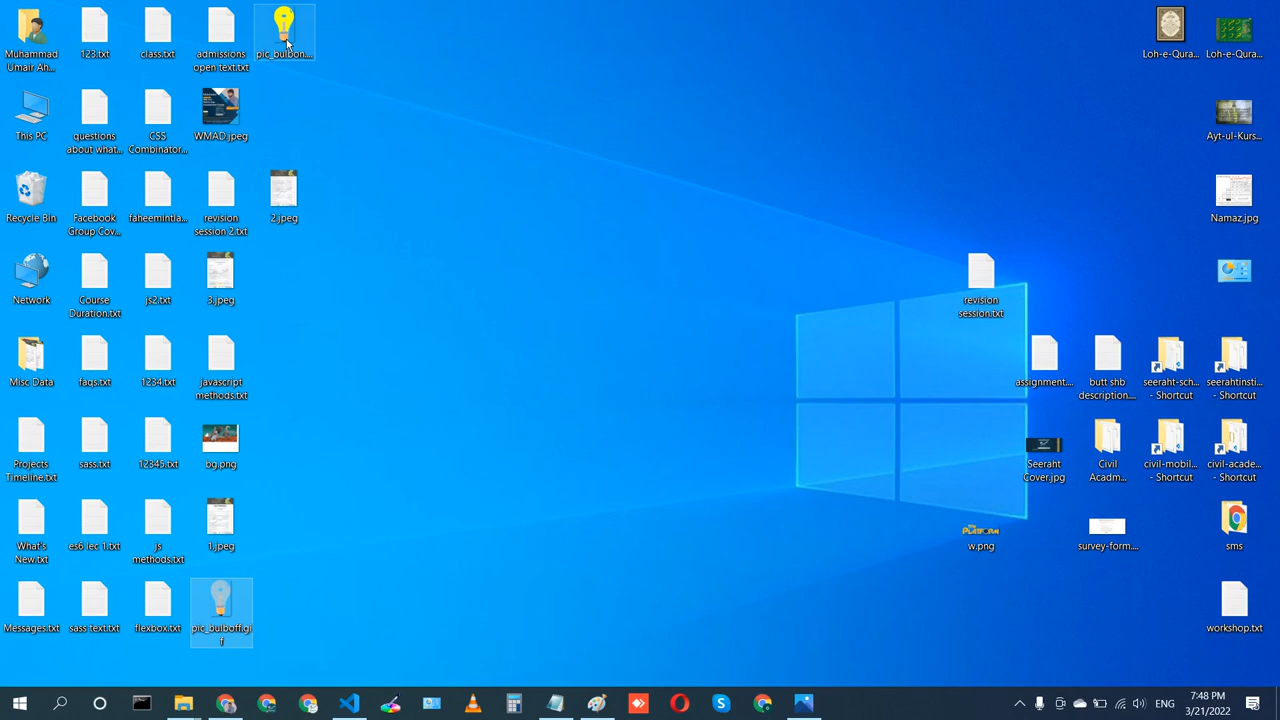 Muhammad
Umair Ah...
123.txt
class.txt
admissions
open text.txt
pic_bulbon....
Loh-e-Qura...
Loh-e-Qura...
This PC
questions
about what...
CSS
Combinator...
WMAD.jpeg
Ayt-ul-Kurs...
Recycle Bin
Facebook
Group Cov...
faheemintla...
revision
session 2.txt
2.jpeg
Namaz.jpg
Network
Course
Duration.txt
js2.txt
3.jpeg
revision
session.txt
Misc Data
faqs.txt
1234.txt
javascript
methods.txt
assignment....
butt shb
description....
seeraht-sch...
- Shortcut
seerahtinsti...
- Shortcut
Projects
Timeline.txt
sass.txt
12345.txt
bg.png
Seeraht
Cover.jpg
Civil
Acadm...
civil-mobil...
- Shortcut
civil-acade...
- Shortcut
What's
New.txt
es6 lec 1.txt
js
methods.txt
1.jpeg
PLATFORM
w.png
survey-form....
sms
Messages.txt
sass text.txt
flexbox.txt
pic_bulboff.gi
f
workshop.txt
ENG
7:48 PM
3/21/2022